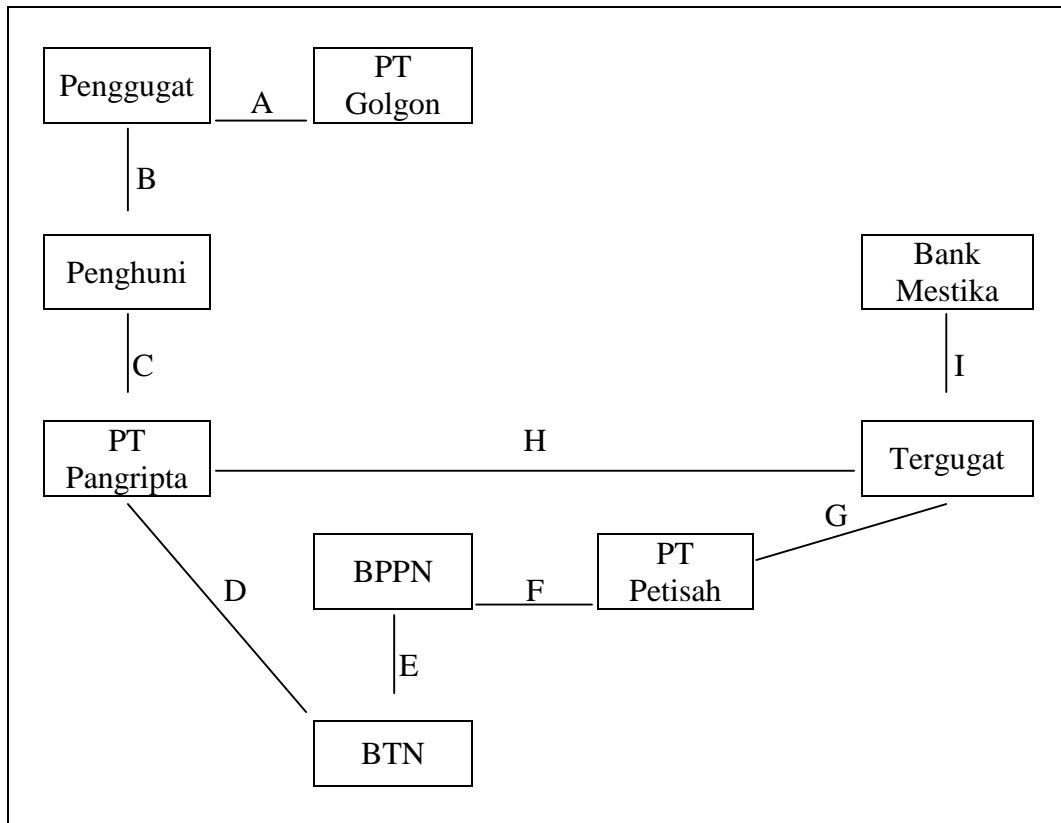 Penggugat
A
PT
Golgon
B
Penghuni
Bank
Mestika
C
I
PT
Pangripta
H
Tergugat
G
D
BPPN
F
PT
Petisah
E
BTN